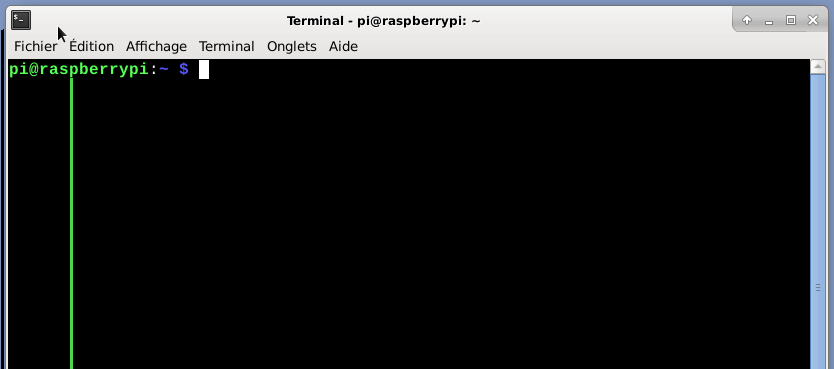 Terminal - pi@raspberrypi: ~
Fichier Édition Affichage Terminal Onglets Aide
pi@raspberrypi:~ $